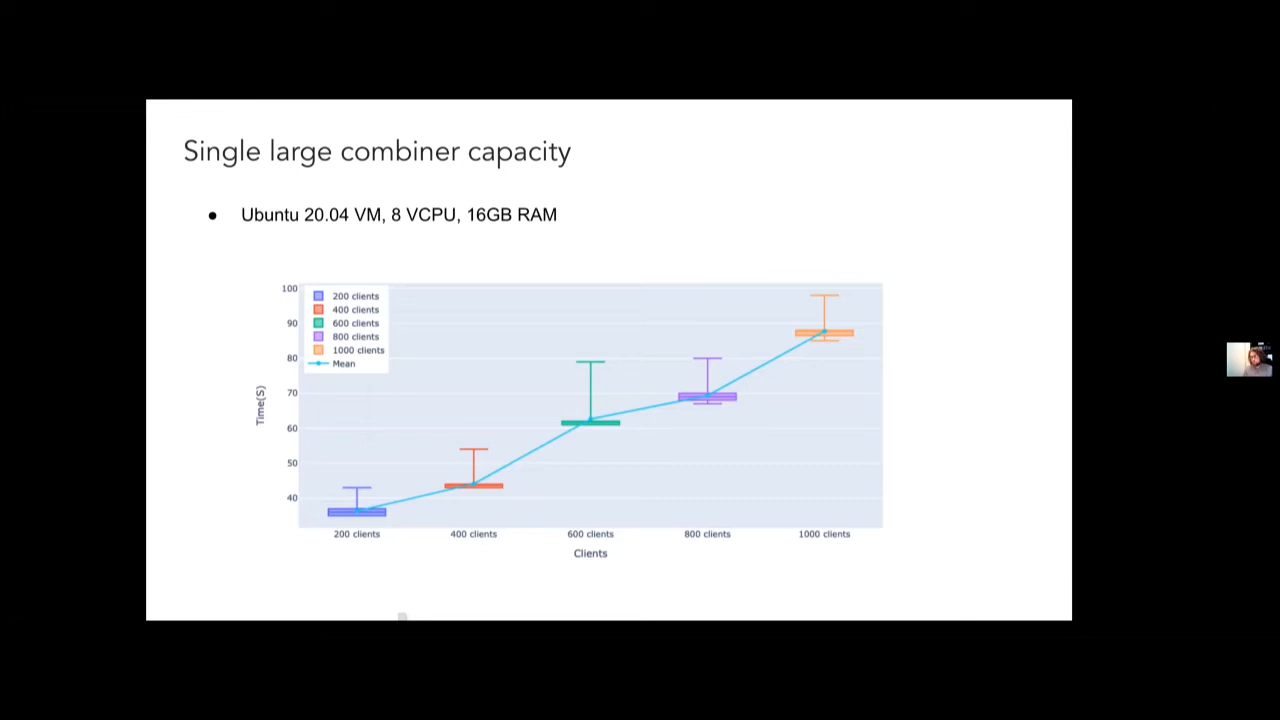 Single large combiner capacity
● Ubuntu 20.04 VM, 8 VCPU, 16GB RAM
100
90
80
70
60
50
40
Time(S)
200 clients
400 clients
600 clients
800 clients
1000 clients
Mean
200 clients
400 clients
600 clients
800 clients
1000 clients
Clients